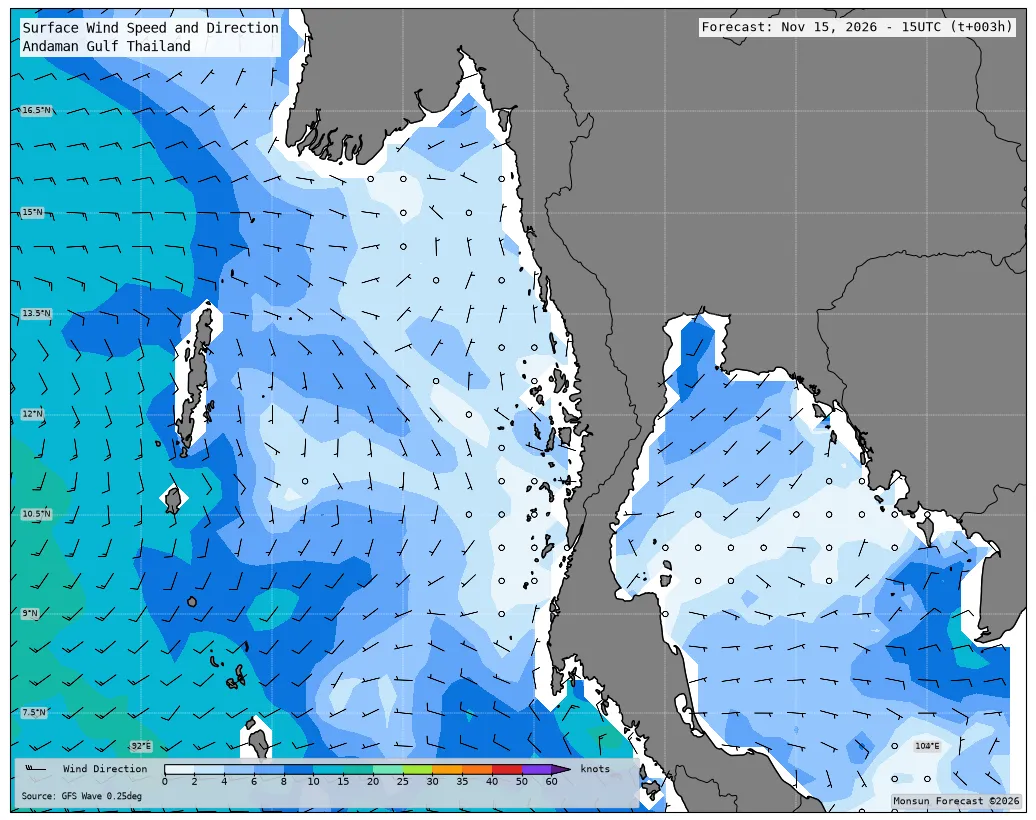 Surface Wind Speed and Direction
Andaman Gulf Thailand
Forecast: Nov 15, 2026 - 15UTC (t+003h)
16.5°N
15°N
13.5°N
12°N
10.5°N
9°N
7.5°N
92°E
104°E
Wind Direction
0 2 4 6 8 10 15 20 25 30 40 50 60
knots
Source: GFS Wave 0.25deg
Monsun Forecast ©2026